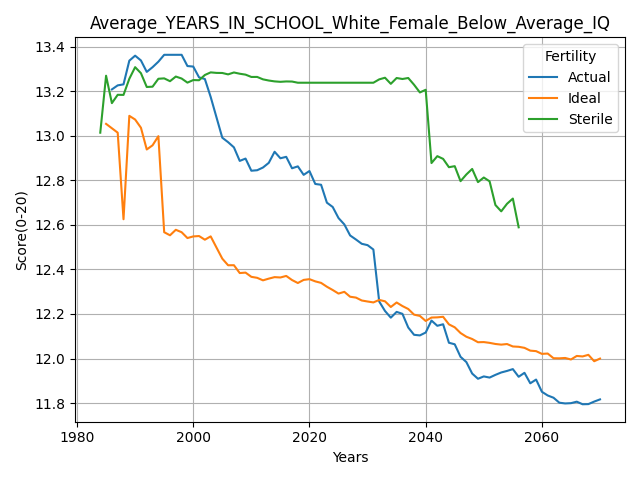 Average_YEARS_IN_SCHOOL_White_Female_Below_Average_IQ
Fertility
Actual
Ideal
Sterile
Score(0-20)
13.4
13.2
13.0
12.8
12.6
12.4
12.2
12.0
11.8
1980
2000
2020
2040
2060
Years